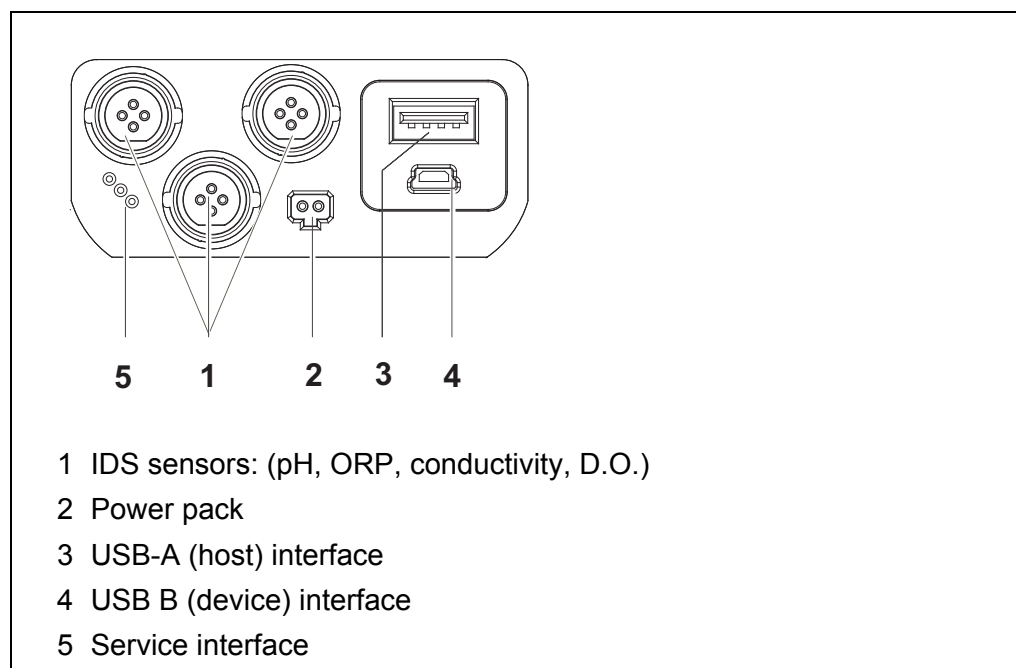 5 1 2 3 4
1 IDS sensors: (pH, ORP, conductivity, D.O.)
2 Power pack
3 USB-A (host) interface
4 USB B (device) interface
5 Service interface